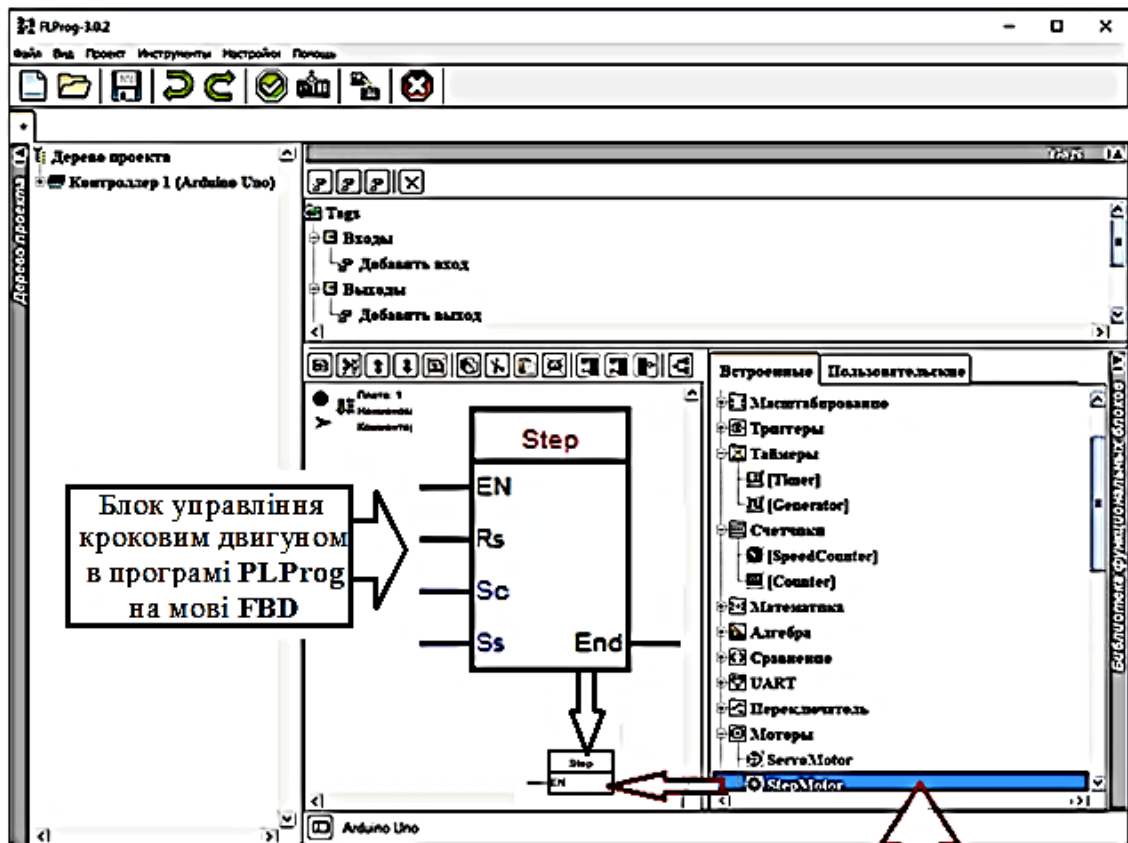 FLProg-3.0.2
Файл Вид Проект Инструменты Настройки Помощь
Дерево проекта
Контроллер 1 (Arduino Uno)
Дерево проекта
Tags
Входы
Добавить вход
Выходы
Добавить выход
Встроенные Пользовательские
Плата: 1
Step
EN
Rs
Sc
Ss
End
Блок управління
кроковим двигуном
в програмі PLProg
на мові FBD
Step
EN
Масштабирование
Триггеры
Таймеры
[Timer]
[Generator]
Счетчики
[SpeedCounter]
[Counter]
Математика
Алгебра
Сравнение
UART
Переключатель
Моторы
ServoMotor
StepMotor
Библиотека функциональных блоков
Arduino Uno